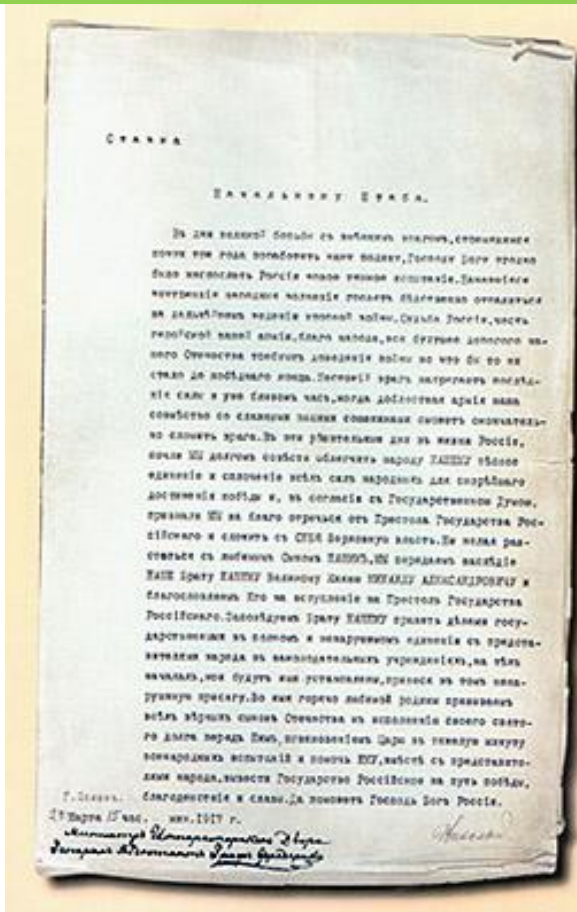 Ставка
Начальнику Штаба.
Въ дни великой борьбы съ внѣшнимъ врагомъ,стремящимся
почти три года поработить нашу родину,Господу Богу угодно
было ниспослать Россіи новое тяжкое испытаніе.Начавшіяся
внутреннія народныя волненія грозятъ бѣдственно отразиться
на дальнѣйшемъ веденіи упорной войны.Судьба Россіи,честь
геройской нашей арміи,благо народа,все будущее дорогого на-
шего Отечества требуютъ доведенія войны во что бы то ни
стало до побѣднаго конца.Жестокій врагъ напрягаетъ послѣд-
нія силы и уже близокъ часъ,когда доблестная армія наша
совмѣстно со славными нашими союзниками сможетъ окончатель-
но сломить врага.Въ эти рѣшительные дни въ жизни Россіи,
почли МЫ долгомъ совѣсти облегчить народу НАШЕМУ тѣсное
единеніе и сплоченіе всѣхъ силъ народныхъ для скорѣйшаго
достиженія побѣды и, въ согласіи съ Государственною Думою,
признали МЫ за благо отречься отъ Престола Государства Рос-
сійскаго и сложить съ СЕБЯ Верховную власть.Не желая раз-
статься съ любимымъ Сыномъ НАШИМЪ,МЫ передаемъ наслѣдіе
НАШЕ Брату НАШЕМУ Великому Князю МИХАИЛУ АЛЕКСАНДРОВИЧУ и
благословляемъ Его на вступленіе на Престолъ Государства
Россійскаго.Заповѣдуемъ Брату НАШЕМУ править дѣлами госу-
дарственными въ полномъ и ненарушимомъ единеніи съ предста-
вителями народа въ законодательныхъ учрежденіяхъ,на тѣхъ
началахъ,кои будутъ ими установлены,принеся въ томъ нена-
рушимую присягу.Во имя горячо любимой родины призываемъ
всѣхъ вѣрныхъ сыновъ Отечества къ исполненію своего свято-
го долга передъ Нимъ,повиновеніемъ Царю въ тяжелую минуту
всенародныхъ испытаній и помочь ЕМУ,вмѣстѣ съ представите-
лями народа,вывести Государство Россійское на путь побѣды,
благоденствія и славы.Да поможетъ Господь Богъ Россіи.
Г.Псковъ.
2 Марта 15 час. мин.1917 г.
Николай
Министръ Императорскаго Двора
Генералъ Адъютантъ Графъ Фредериксъ